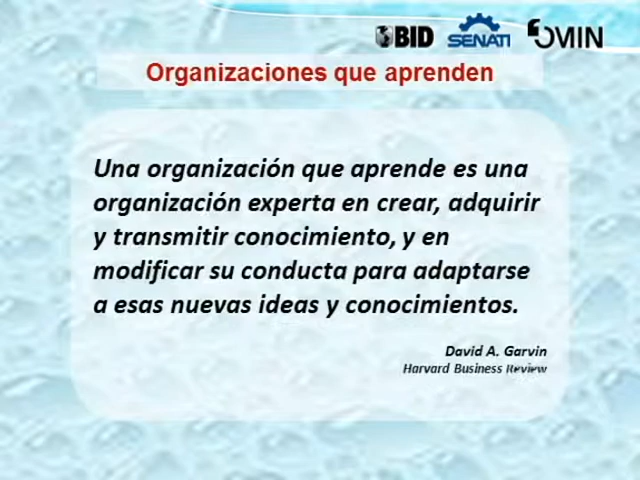 BID SENATI FOMIN
Organizaciones que aprenden
Una organización que aprende es una
organización experta en crear, adquirir
y transmitir conocimiento, y en
modificar su conducta para adaptarse
a esas nuevas ideas y conocimientos.
David A. Garvin
Harvard Business Review